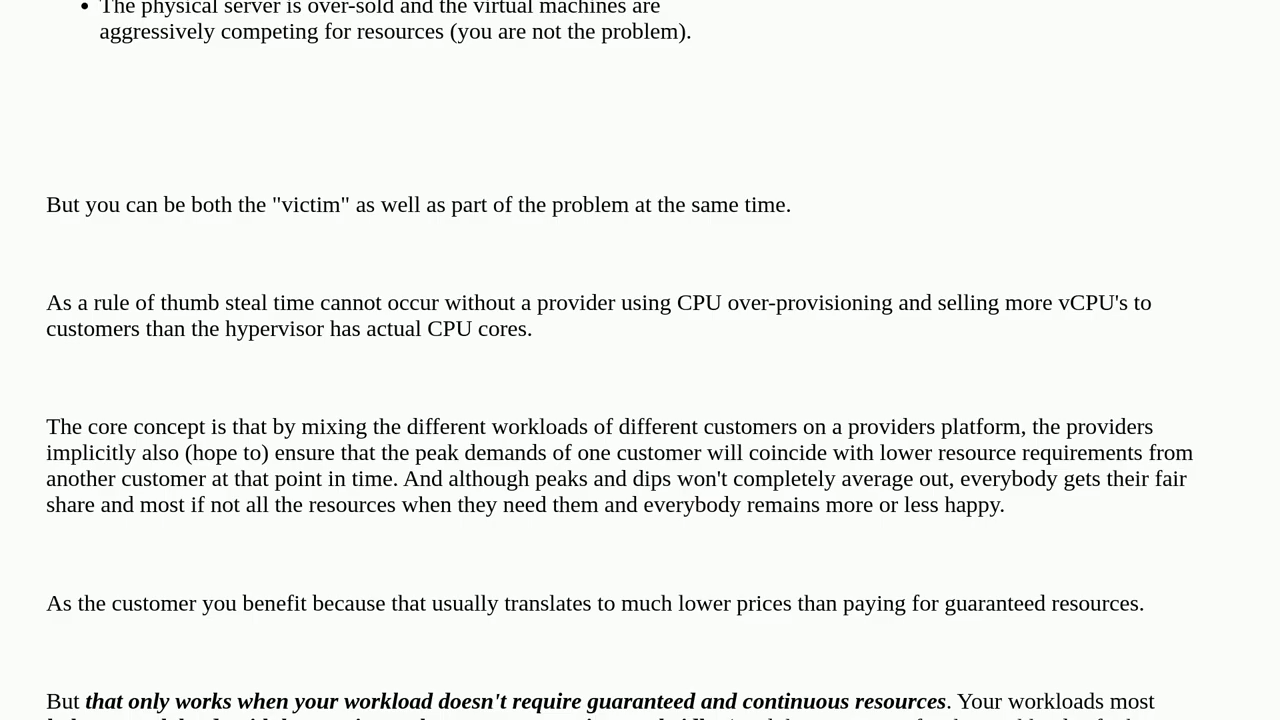 The physical server is over-sold and the virtual machines are
aggressively competing for resources (you are not the problem).
But you can be both the "victim" as well as part of the problem at the same time.
As a rule of thumb steal time cannot occur without a provider using CPU over-provisioning and selling more vCPU's to
customers than the hypervisor has actual CPU cores.
The core concept is that by mixing the different workloads of different customers on a providers platform, the providers
implicitly also (hope to) ensure that the peak demands of one customer will coincide with lower resource requirements from
another customer at that point in time. And although peaks and dips won't completely average out, everybody gets their fair
share and most if not all the resources when they need them and everybody remains more or less happy.
As the customer you benefit because that usually translates to much lower prices than paying for guaranteed resources.
But that only works when your workload doesn't require guaranteed and continuous resources. Your workloads most